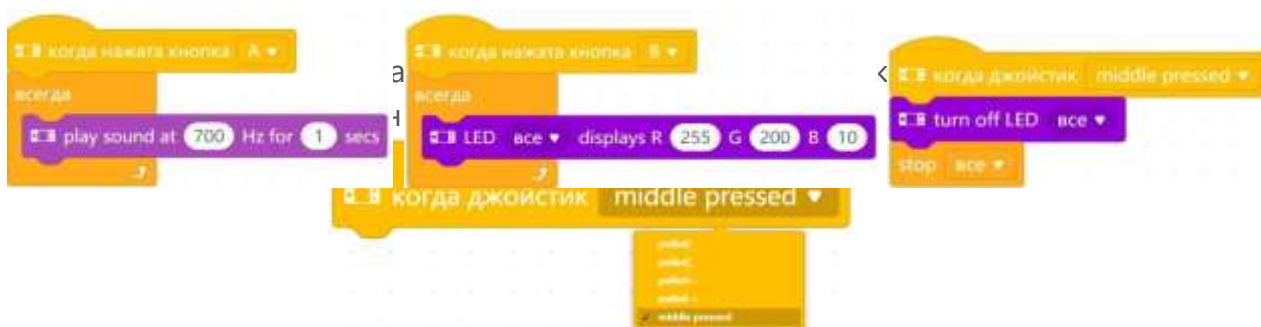 когда нажата кнопка A
всегда
play sound at 700 Hz for 1 secs
когда нажата кнопка B
всегда
LED все displays R 255 G 200 B 10
когда джойстик middle pressed
turn off LED все
stop все
когда джойстик middle pressed
middle pressed